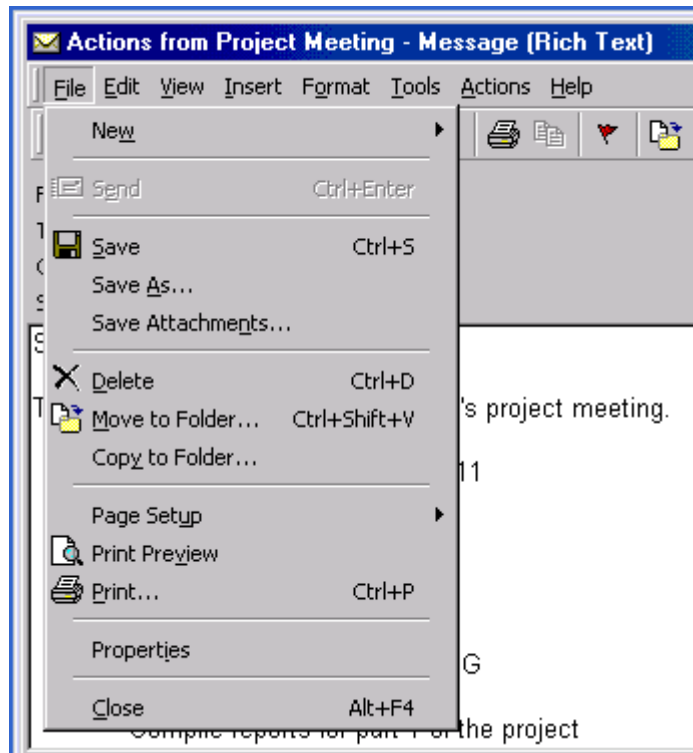 Actions from Project Meeting - Message (Rich Text)
File Edit View Insert Format Tools Actions Help
New
Send Ctrl+Enter
Save Ctrl+S
Save As...
Save Attachments...
Delete Ctrl+D
's project meeting.
Move to Folder... Ctrl+Shift+V
Copy to Folder...
11
Page Setup
Print Preview
Print... Ctrl+P
Properties
G
Close Alt+F4
Compile reports for part 1 of the project